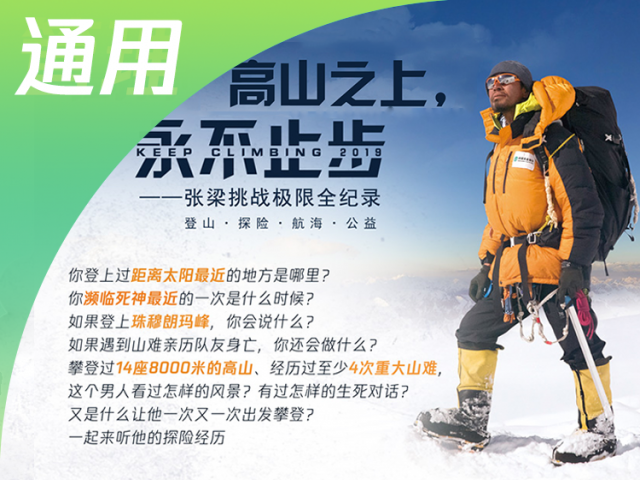 通用
高山之上，
永不止步
KEEP CLIMBING 2019
——张梁挑战极限全纪录
登山·探险·航海·公益
你登上过距离太阳最近的地方是哪里？
你濒临死神最近的一次是什么时候？
如果登上珠穆朗玛峰，你会说什么？
如果遇到山难亲历队友身亡，你还会做什么？
攀登过14座8000米的高山、经历过至少4次重大山难，
这个男人看过怎样的风景？有过怎样的生死对话？
又是什么让他一次又一次出发攀登？
一起来听他的探险经历